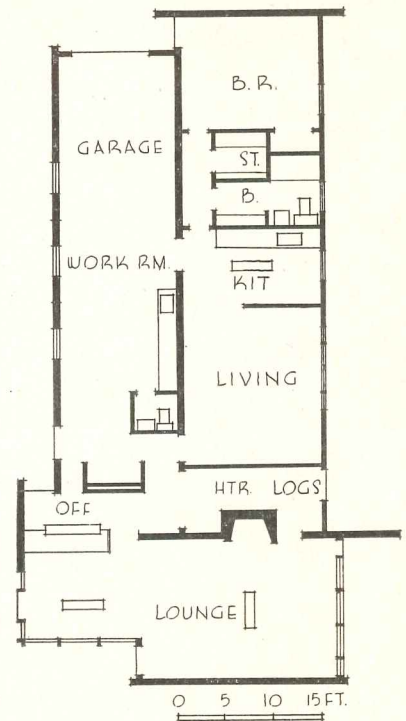 B.R.
GARAGE
ST.
B.
WORK RM.
KIT
LIVING
HTR. LOGS
OFF
LOUNGE
0 5 10 15 FT.